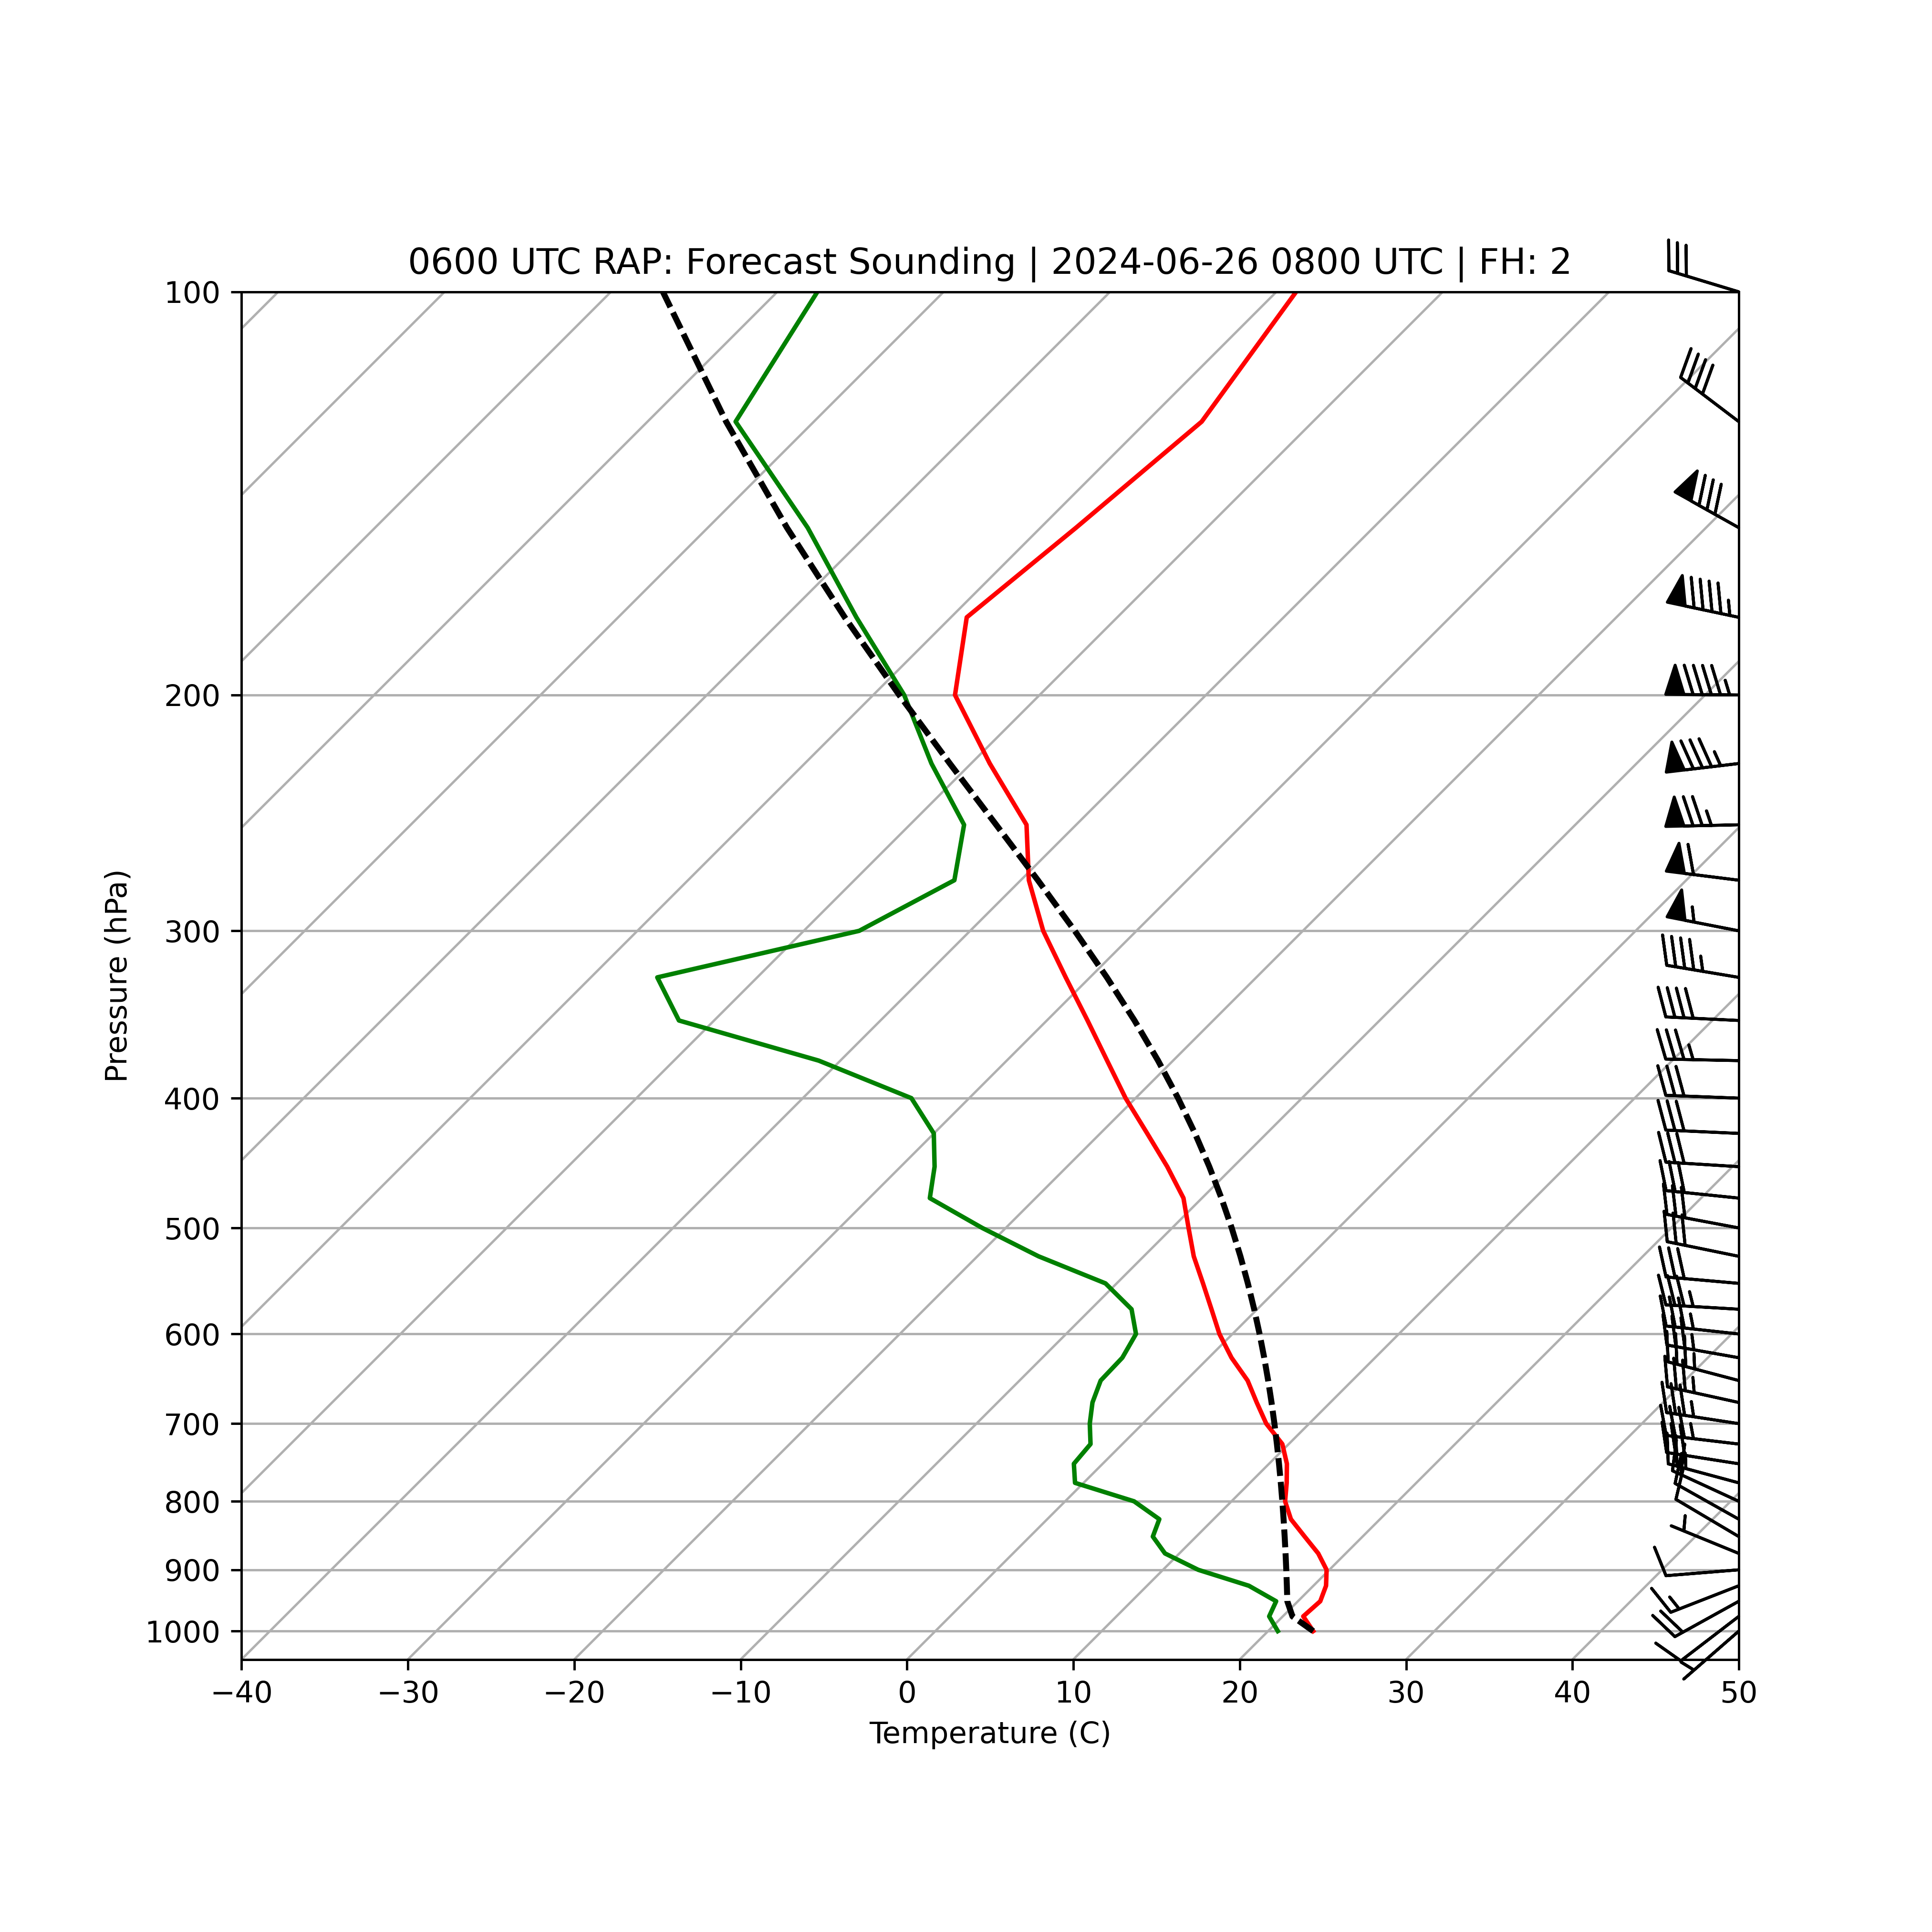 0600 UTC RAP: Forecast Sounding | 2024-06-26 0800 UTC | FH: 2
100
200
300
400
500
600
700
800
900
1000
Pressure (hPa)
−40 −30 −20 −10 0 10 20 30 40 50
Temperature (C)